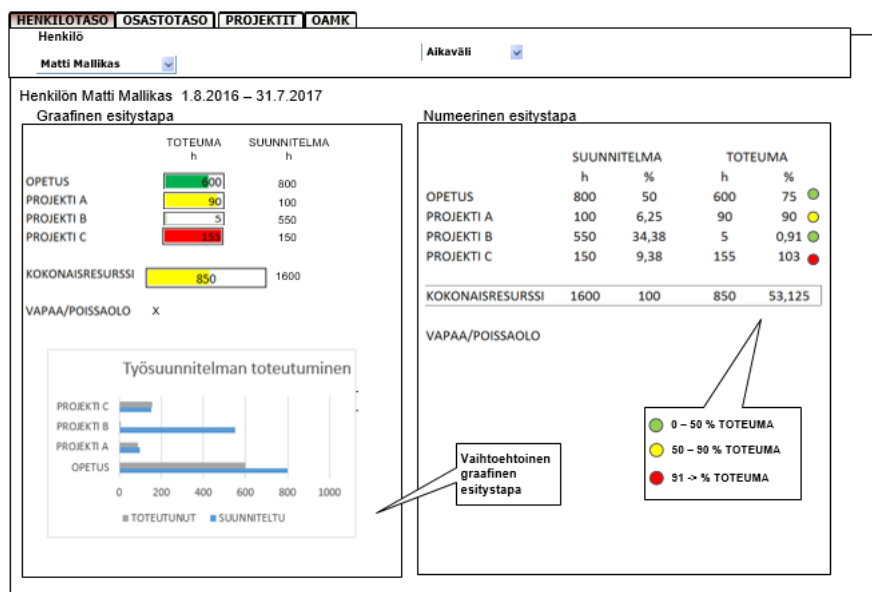 HENKILÖTASO OSASTOTASO PROJEKTIT OAMK
Henkilö
Matti Mallikas
Aikaväli
Henkilön Matti Mallikas 1.8.2016 – 31.7.2017
Graafinen esitystapa
TOTEUMA SUUNNITELMA
h h
OPETUS 600 800
PROJEKTI A 90 100
PROJEKTI B 5 550
PROJEKTI C 155 150
KOKONAISRESURSSI 850 1600
VAPAA/POISSAOLO X
Työsuunnitelman toteutuminen
PROJEKTI C
PROJEKTI B
PROJEKTI A
OPETUS
0 200 400 600 800 1000
TOTEUTUNUT SUUNNITELTU
Vaihtoehtoinen
graafinen
esitystapa
Numeerinen esitystapa
SUUNNITELMA TOTEUMA
h % h %
OPETUS 800 50 600 75
PROJEKTI A 100 6,25 90 90
PROJEKTI B 550 34,38 5 0,91
PROJEKTI C 150 9,38 155 103
KOKONAISRESURSSI 1600 100 850 53,125
VAPAA/POISSAOLO
0 – 50 % TOTEUMA
50 – 90 % TOTEUMA
91 -> % TOTEUMA